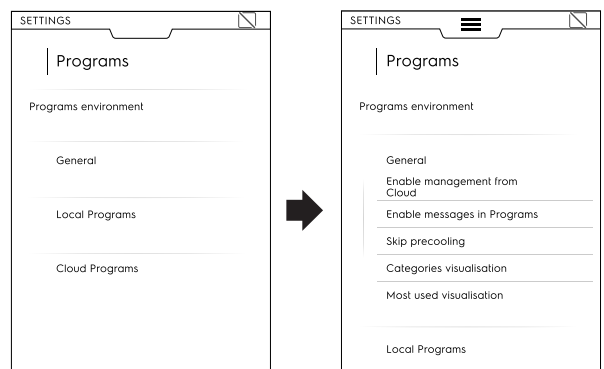 SETTINGS
Programs
Programs environment
General
Local Programs
Cloud Programs
SETTINGS
Programs
Programs environment
General
Enable management from
Cloud
Enable messages in Programs
Skip precooling
Categories visualisation
Most used visualisation
Local Programs